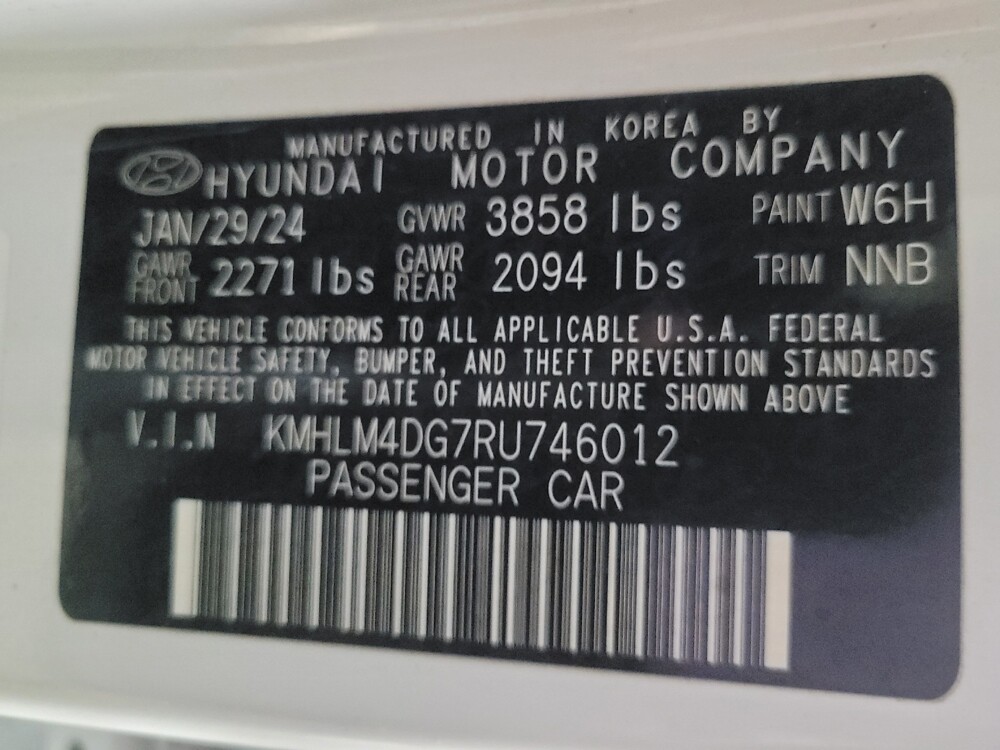 MANUFACTURED IN KOREA BY
HYUNDAI MOTOR COMPANY
JAN/29/24 GVWR 3858 lbs PAINT W6H
GAWR FRONT 2271 lbs GAWR REAR 2094 lbs TRIM NNB
THIS VEHICLE CONFORMS TO ALL APPLICABLE U.S.A. FEDERAL
MOTOR VEHICLE SAFETY, BUMPER, AND THEFT PREVENTION STANDARDS
IN EFFECT ON THE DATE OF MANUFACTURE SHOWN ABOVE
V.I.N KMHLM4DG7RU746012
PASSENGER CAR